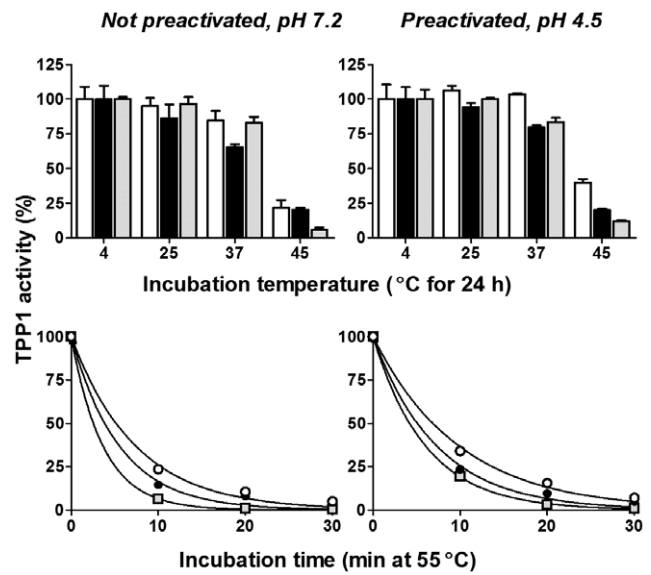 Not preactivated, pH 7.2
Preactivated, pH 4.5
TPP1 activity (%)
125
100
75
50
25
0
4 25 37 45
125
100
75
50
25
0
4 25 37 45
Incubation temperature (°C for 24 h)
100
75
50
25
0
0 10 20 30
100
75
50
25
0
0 10 20 30
Incubation time (min at 55°C)